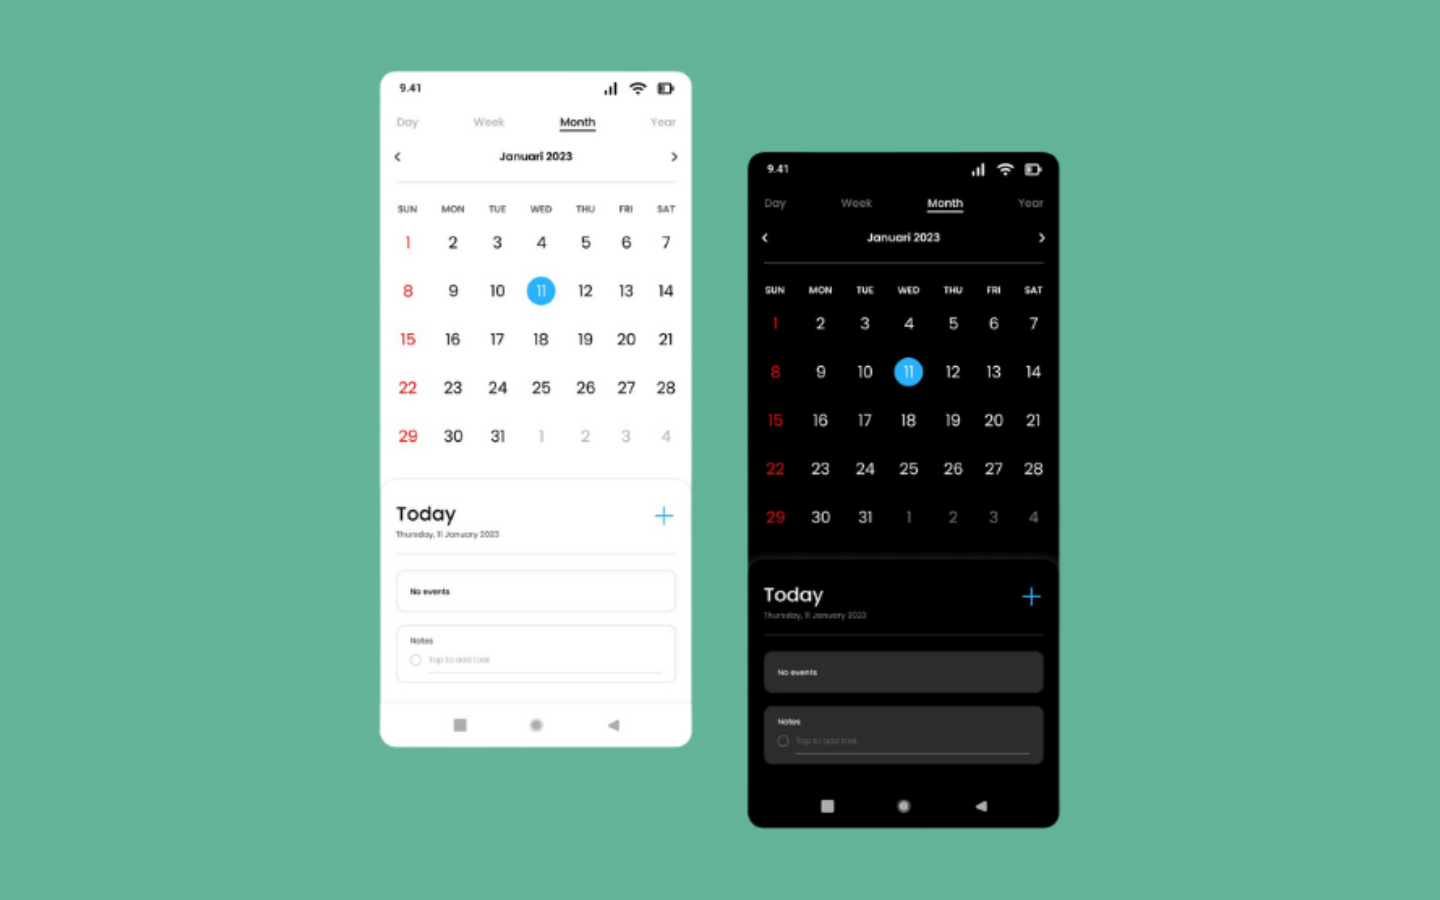 9.41
Day Week Month Year
Januari 2023
SUN MON TUE WED THU FRI SAT
1 2 3 4 5 6 7
8 9 10 11 12 13 14
15 16 17 18 19 20 21
22 23 24 25 26 27 28
29 30 31 1 2 3 4
Today
Thursday, 11 January 2023
No events
Notes
Tap to add task
9.41
Day Week Month Year
Januari 2023
SUN MON TUE WED THU FRI SAT
1 2 3 4 5 6 7
8 9 10 11 12 13 14
15 16 17 18 19 20 21
22 23 24 25 26 27 28
29 30 31 1 2 3 4
Today
Thursday, 11 January 2023
No events
Notes
Tap to add task